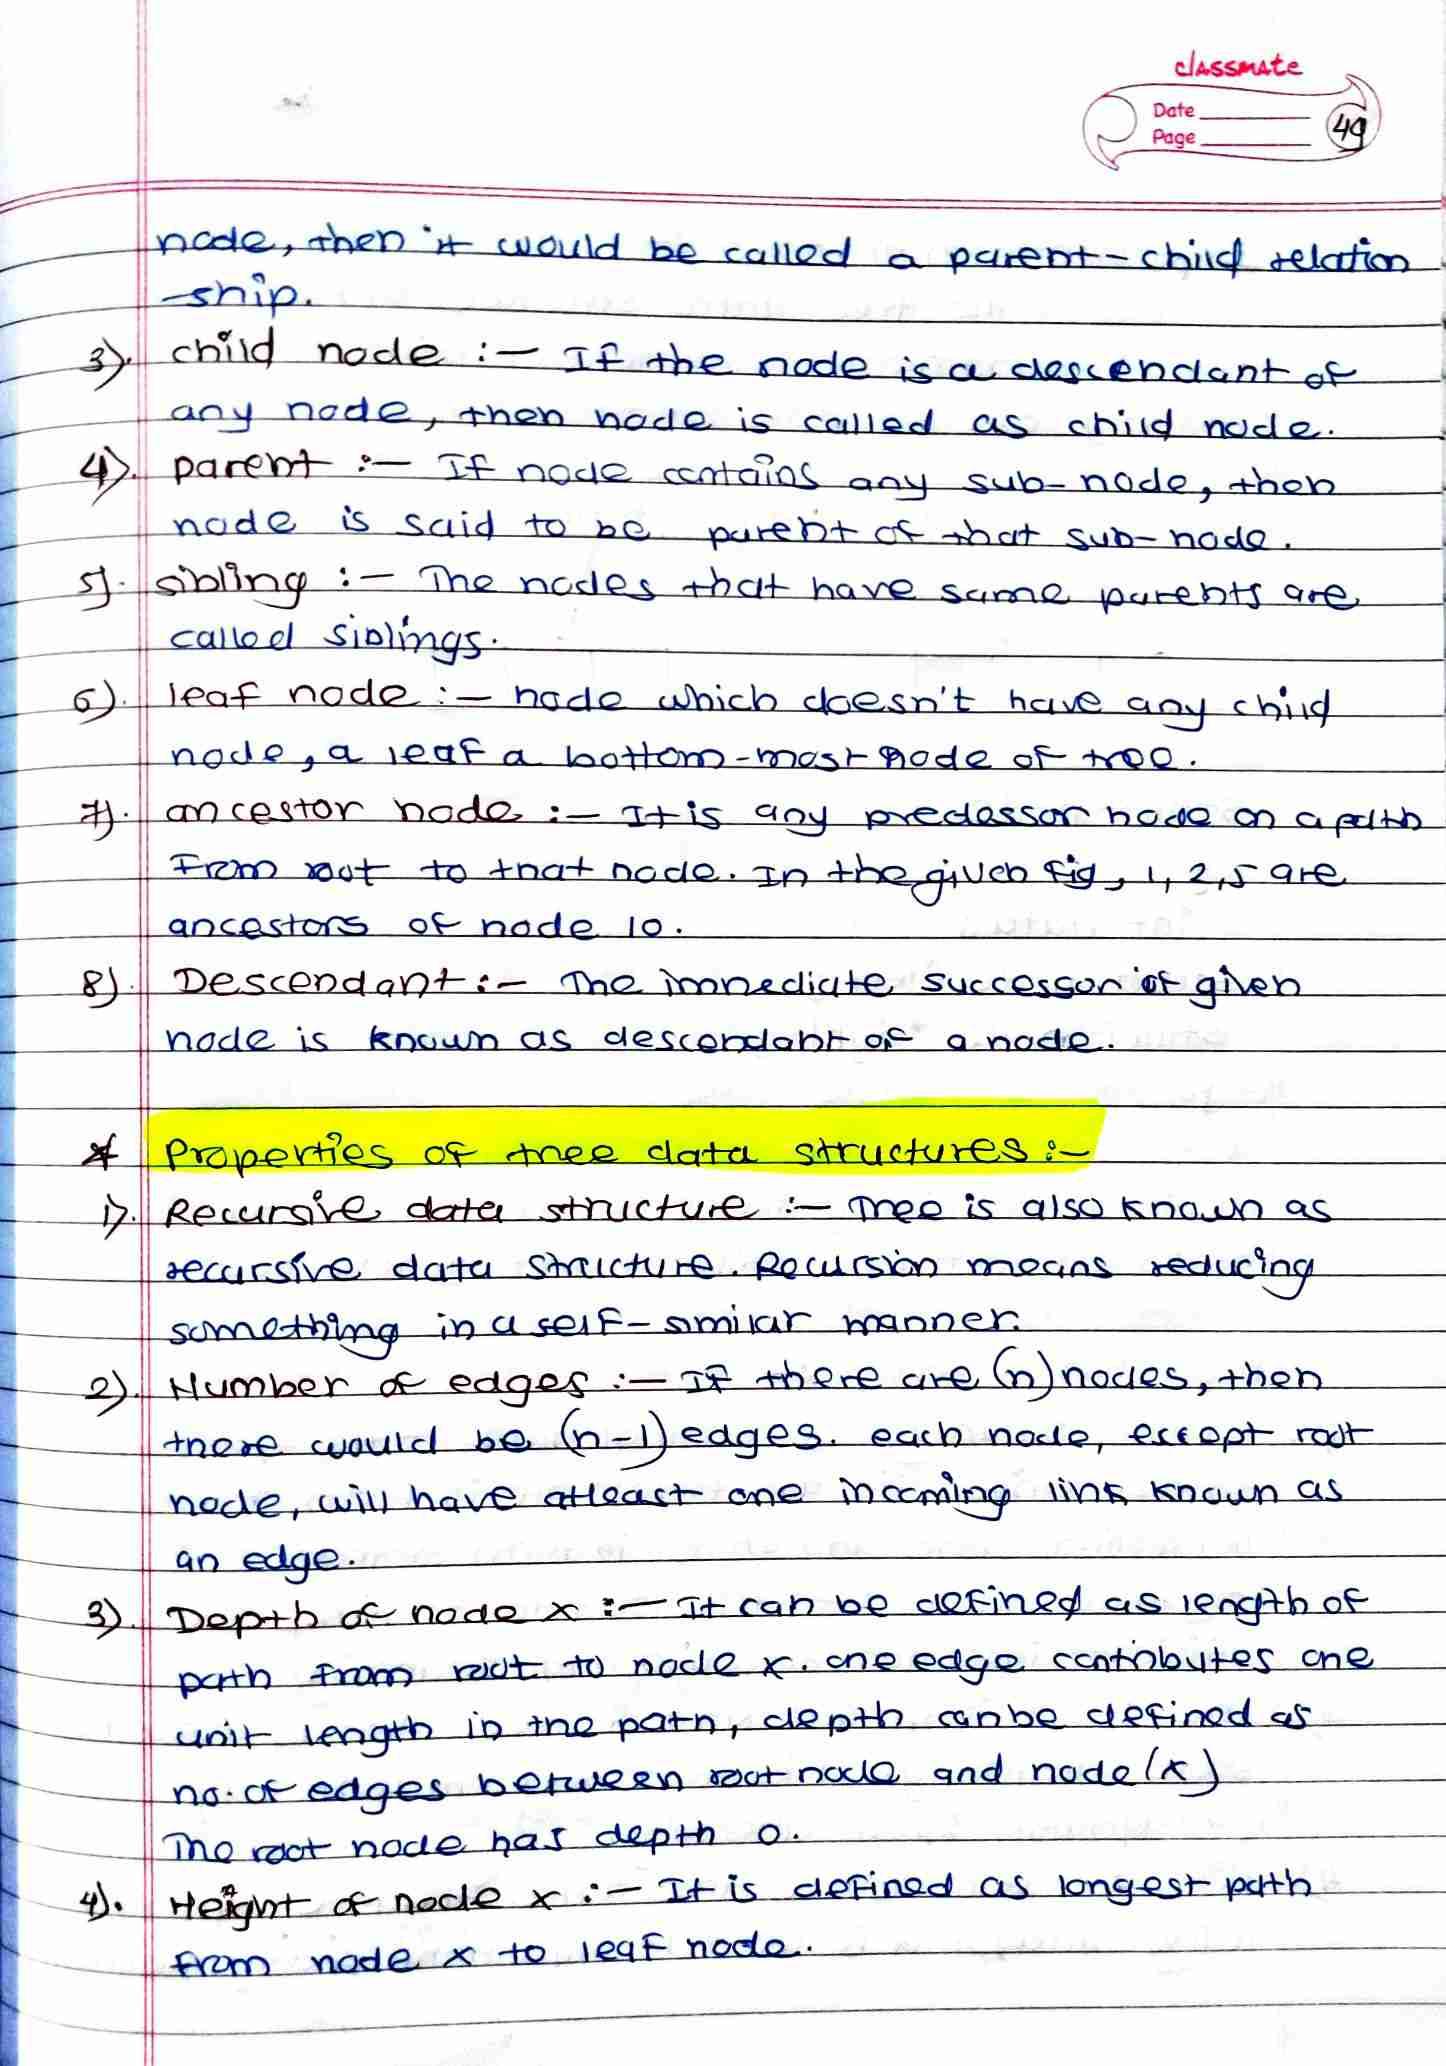 classmate
Date
Page
49
node, then it would be called a parent-child relation
-ship.
3). child node :- If the node is a descendant of
any node, then node is called as child node.
4). parent :- If node contains any sub-node, then
node is said to be parent of that sub-node.
5). sibling :- The nodes that have same parents are
called siblings.
6). leaf node :- node which doesn't have any child
node, a leaf a bottom-most node of tree.
7). ancestor node :- It is any predessor node on a path
from root to that node. In the given fig, 1, 2, 5 are
ancestors of node 10.
8). Descendant :- The immediate successor of given
node is known as descendant of a node.
* Properties of tree data structures :-
1). Recursive data structure :- Tree is also known as
recursive data structure. Recursion means reducing
something in a self-similar manner.
2). Number of edges :- If there are (n) nodes, then
there would be (n-1) edges. each node, except root
node, will have atleast one incoming link known as
an edge.
3). Depth of node x :- It can be defined as length of
path from root to node x. one edge contributes one
unit length in the path, depth can be defined as
no. of edges between root node and node (x)
The root node has depth 0.
4). Height of node x :- It is defined as longest path
from node x to leaf node.